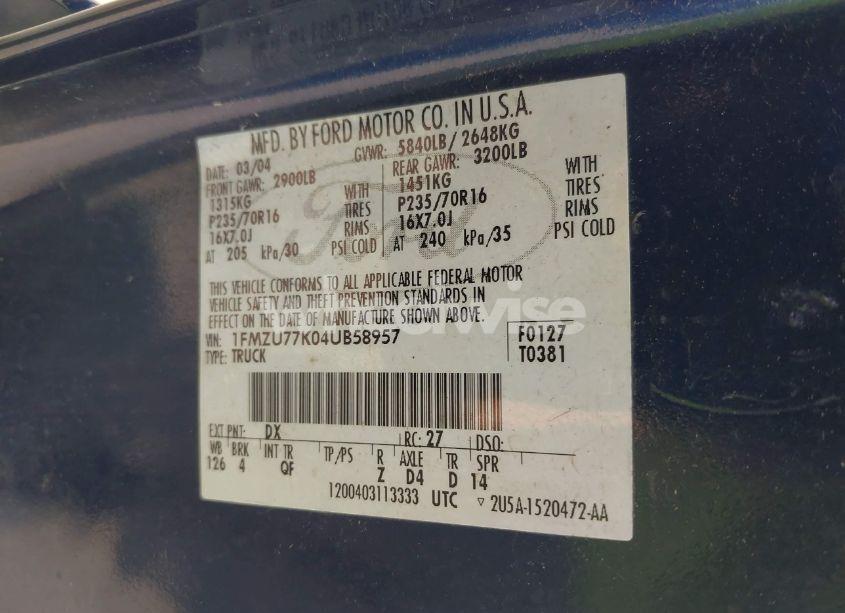 MFD. BY FORD MOTOR CO. IN U.S.A.
DATE: 03/04 GVWR: 5840LB/ 2648KG
FRONT GAWR: 2900LB REAR GAWR: 3200LB
1315KG WITH 1451KG WITH
P235/70R16 TIRES P235/70R16 TIRES
16X7.0J RIMS 16X7.0J RIMS
AT 205 kPa/30 PSI COLD AT 240 kPa/35 PSI COLD
Ford
THIS VEHICLE CONFORMS TO ALL APPLICABLE FEDERAL MOTOR
VEHICLE SAFETY AND THEFT PREVENTION STANDARDS IN
EFFECT ON THE DATE OF MANUFACTURE SHOWN ABOVE.
VIN: 1FMZU77K04UB58957 F0127
TYPE: TRUCK T0381
EXT PNT: DX RC: 27 DSO:
WB BRK INT TR TP/PS R AXLE TR SPR
126 4 QF Z D4 D 14
1200403113333 UTC ▽ 2U5A-1520472-AA